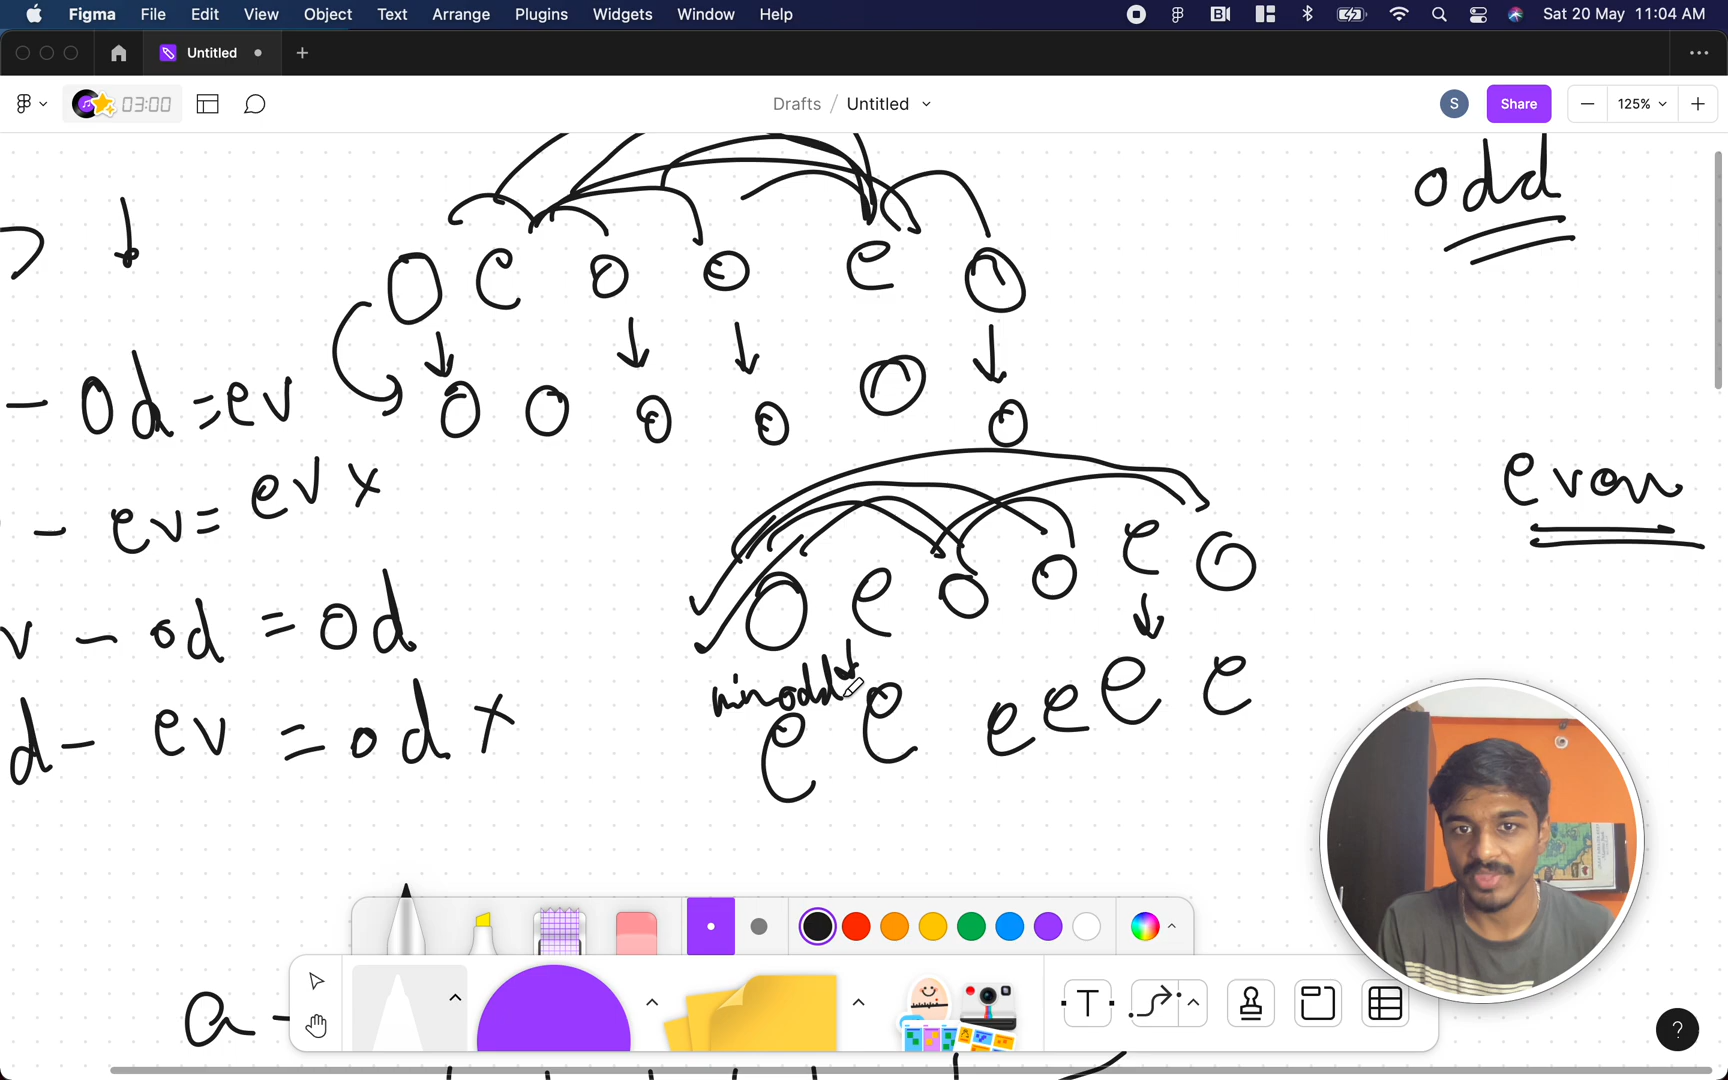 Figma File Edit View Object Text Arrange Plugins Widgets Window Help Sat 20 May 11:04 AM
Untitled
03:00 Drafts / Untitled S Share 125%
odd
O e o o e O
O O o o O o
- Od = ev
- ev = ev x
even
v - od = od
O e o o e O
min odd
e e e e e e
d - ev = od x
a -
T
?